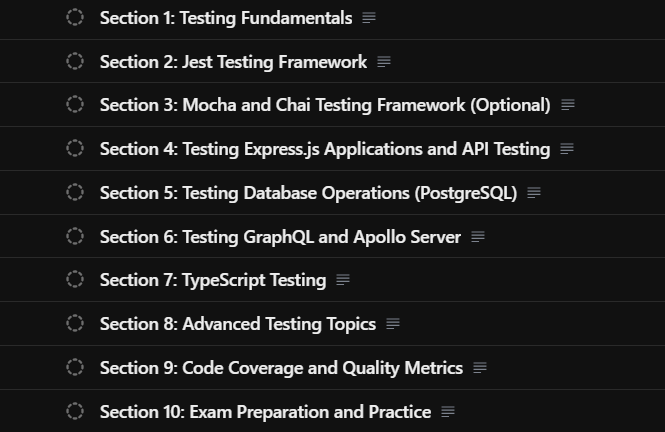 Section 1: Testing Fundamentals
Section 2: Jest Testing Framework
Section 3: Mocha and Chai Testing Framework (Optional)
Section 4: Testing Express.js Applications and API Testing
Section 5: Testing Database Operations (PostgreSQL)
Section 6: Testing GraphQL and Apollo Server
Section 7: TypeScript Testing
Section 8: Advanced Testing Topics
Section 9: Code Coverage and Quality Metrics
Section 10: Exam Preparation and Practice